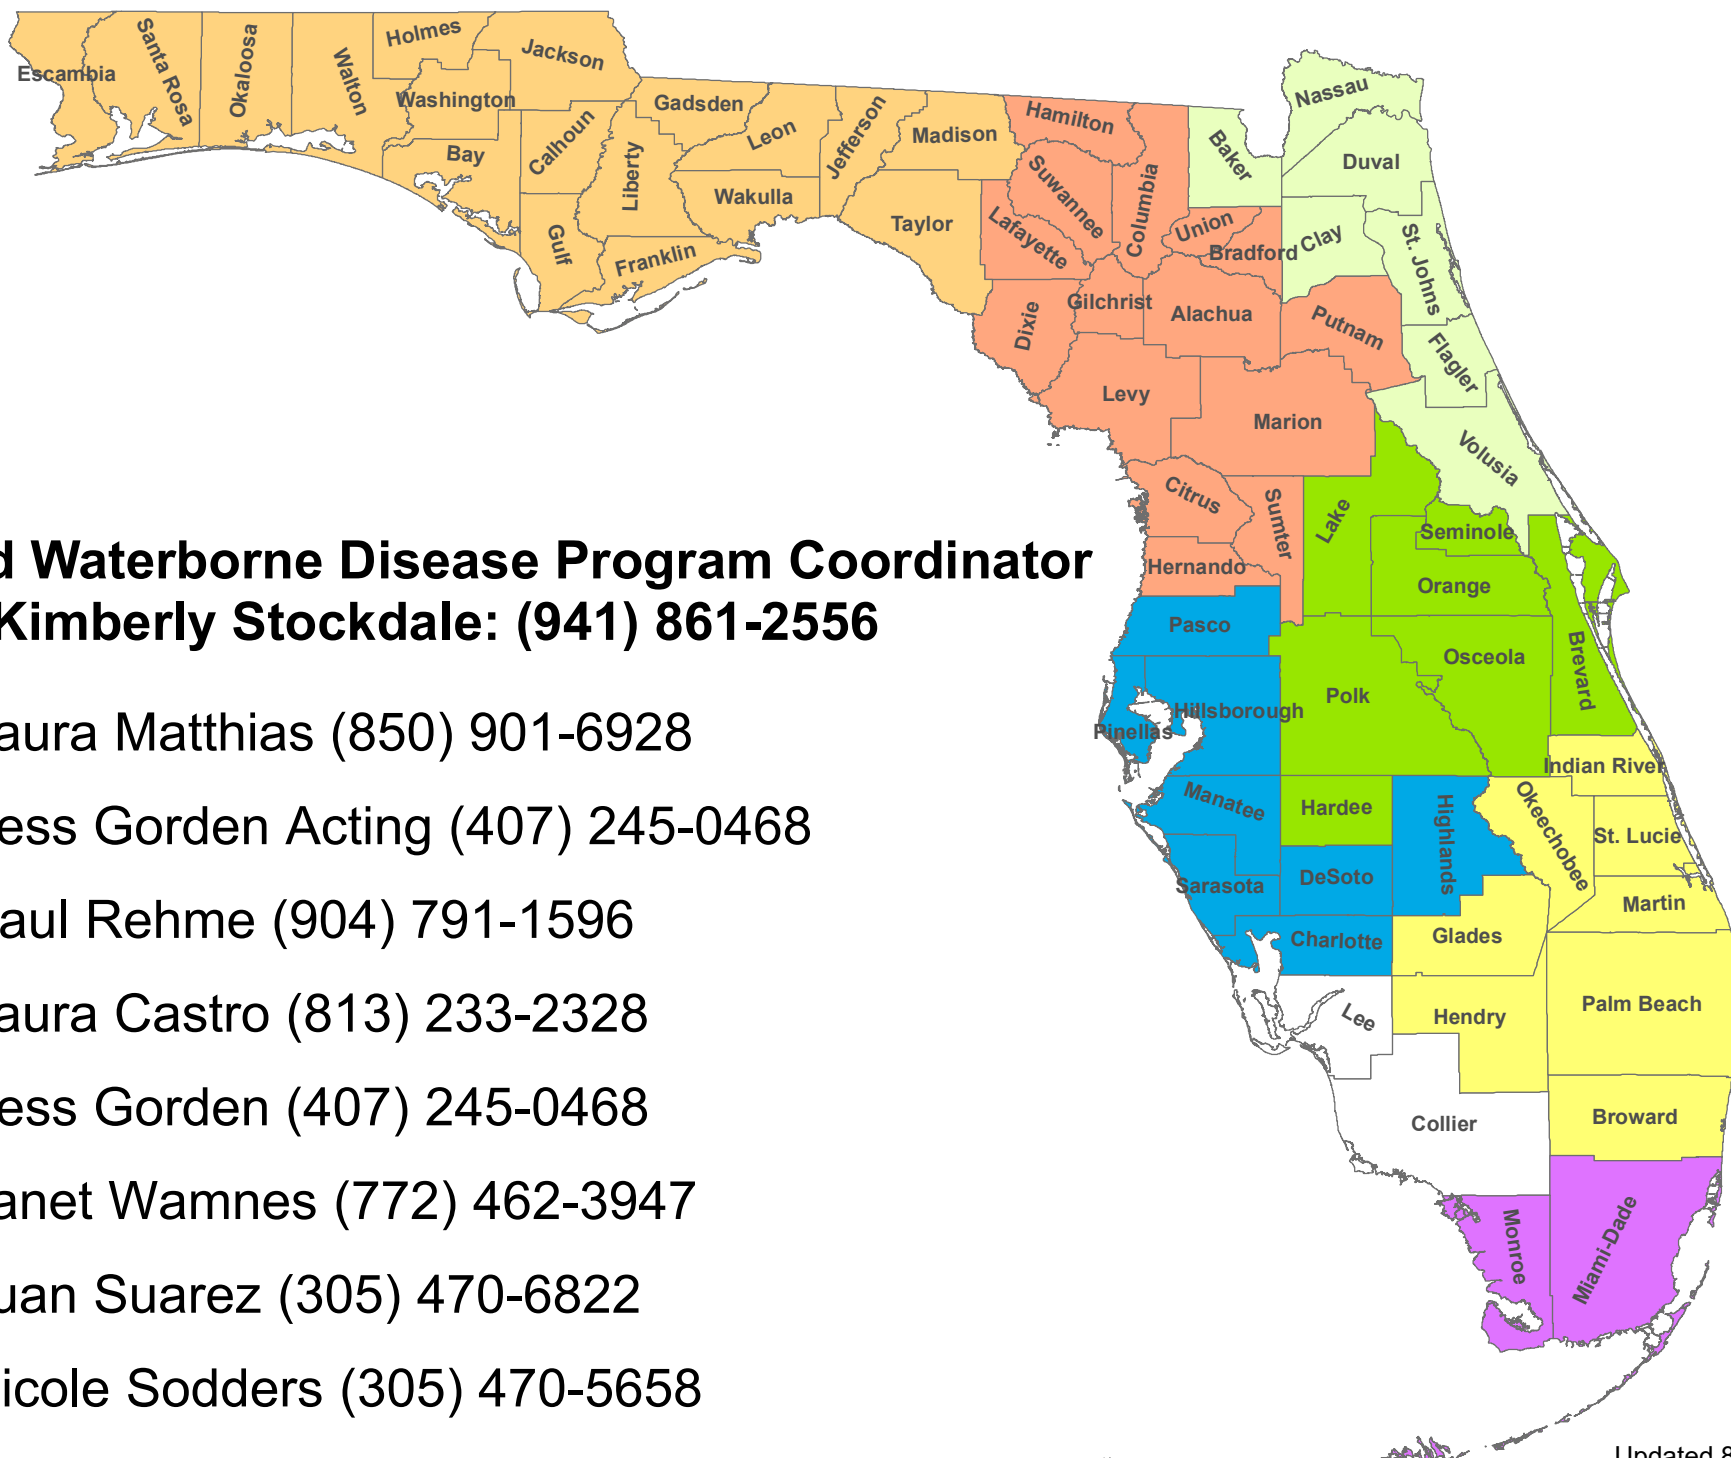 Holmes
Jackson
Santa Rosa
Okaloosa
Walton
Escambia
Washington
Gadsden
Nassau
Calhoun
Leon
Jefferson
Madison
Hamilton
Baker
Duval
Bay
Liberty
Wakulla
Suwannee
Columbia
Taylor
Lafayette
Union
Bradford
Clay
St. Johns
Gulf
Franklin
Gilchrist
Alachua
Dixie
Putnam
Flagler
Levy
Marion
Volusia
Citrus
Sumter
Lake
Seminole
Hernando
Orange
d Waterborne Disease Program Coordinator
Kimberly Stockdale: (941) 861-2556
Pasco
Osceola
Brevard
Polk
Hillsborough
Pinellas
aura Matthias (850) 901-6928
Indian River
Manatee
Hardee
Highlands
Okeechobee
St. Lucie
ess Gorden Acting (407) 245-0468
Sarasota
DeSoto
Martin
aul Rehme (904) 791-1596
Charlotte
Glades
Palm Beach
Lee
Hendry
aura Castro (813) 233-2328
Collier
Broward
ess Gorden (407) 245-0468
anet Wamnes (772) 462-3947
Monroe
Miami-Dade
uan Suarez (305) 470-6822
icole Sodders (305) 470-5658
Updated 8